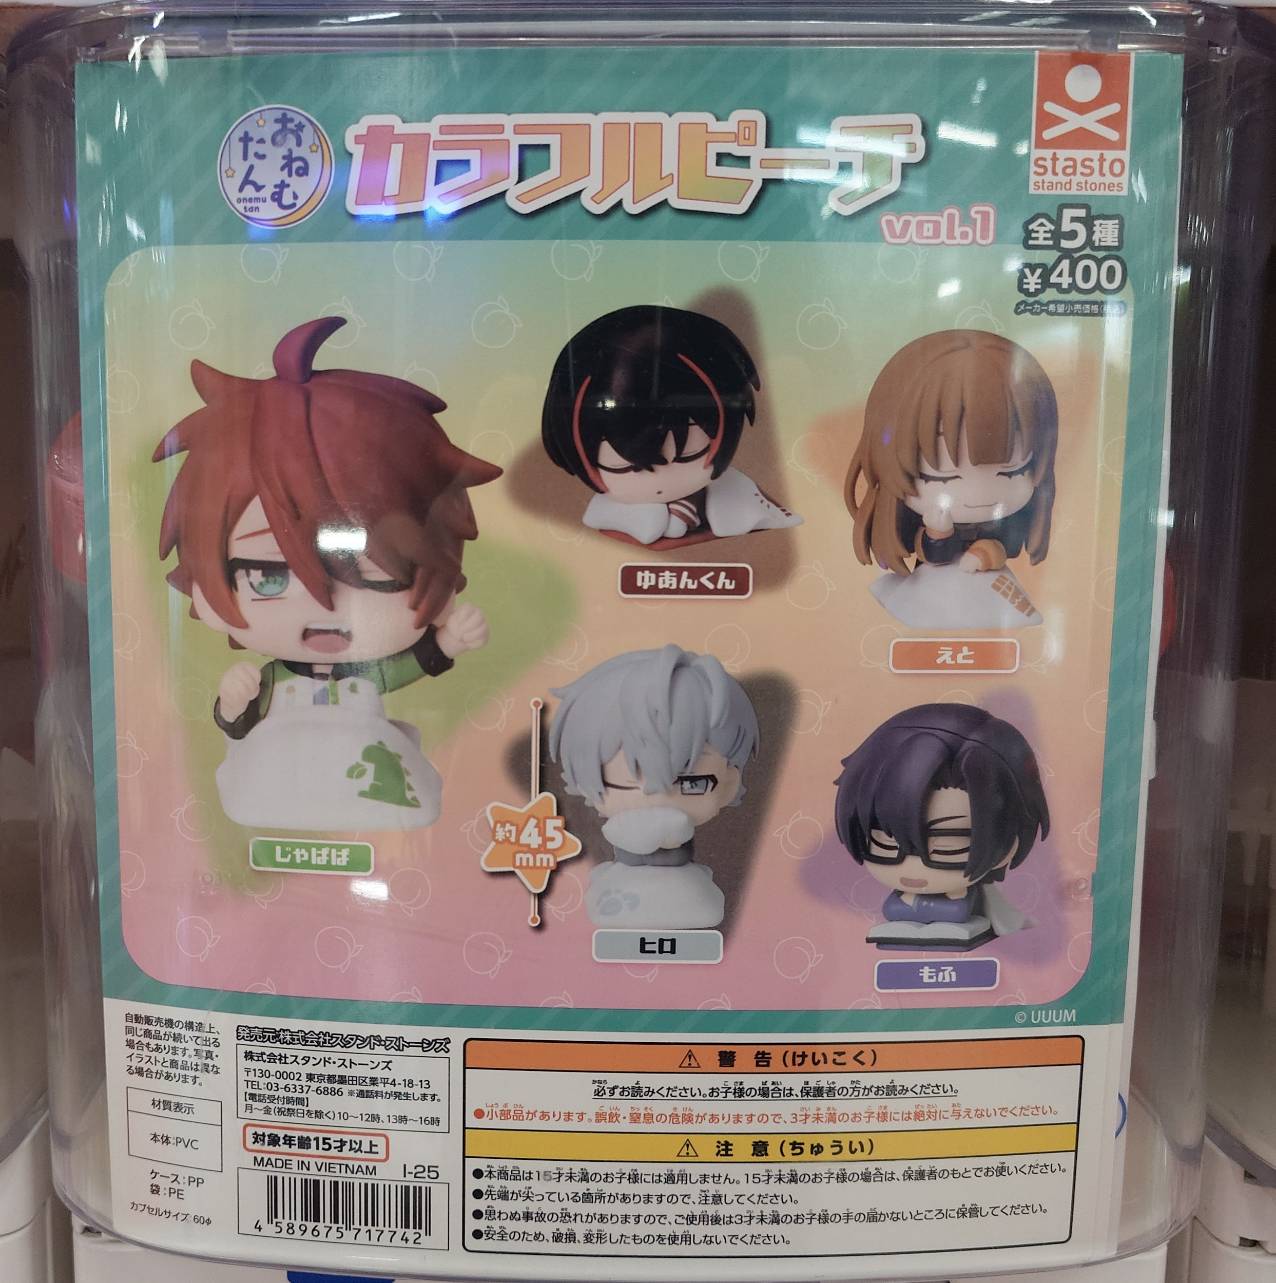 おねむたん
onemu tan
カラフルピーチ
vol.1
stasto
stand stones
全5種
¥400
メーカー希望小売価格(税込)
ゆあんくん
えと
約45mm
じゃぱぱ
ヒロ
もふ
© UUUM
自動販売機の構造上、
同じ商品が続いて出る
場合もあります。写真・
イラストと商品は異な
る場合があります。
材質表示
本体:PVC
ケース:PP
袋:PE
カプセルサイズ 60φ
発売元:株式会社スタンド・ストーンズ
株式会社スタンド・ストーンズ
〒130-0002 東京都墨田区業平4-18-13
TEL:03-6337-6886 ※通話料が発生します。
【電話受付時間】
月〜金(祝祭日を除く)10〜12時、13時〜16時
対象年齢15才以上
MADE IN VIETNAM I-25
4 589675 717742
警告(けいこく)
必ずお読みください。お子様の場合は、保護者の方がお読みください。
●小部品があります。誤飲・窒息の危険がありますので、3才未満のお子様には絶対に与えないでください。
注意(ちゅうい)
●本商品は15才未満のお子様には適用しません。15才未満のお子様の場合は、保護者のもとでお使いください。
●先端が尖っている箇所がありますので、注意してください。
●思わぬ事故の恐れがありますので、ご使用後は3才未満のお子様の手の届かないところに保管してください。
●安全のため、破損、変形したものを使用しないでください。